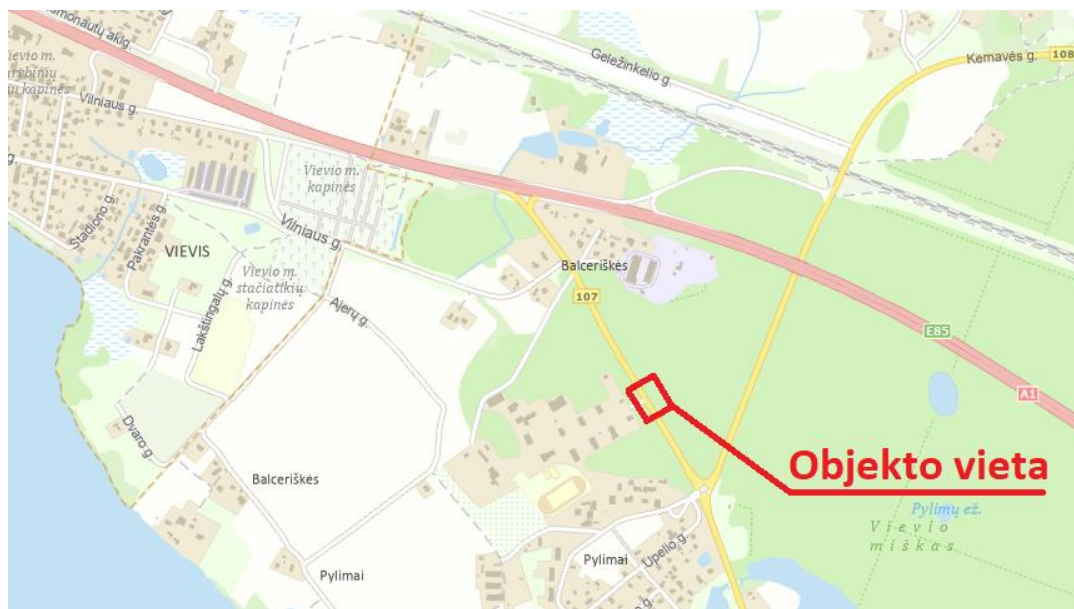 Geležinkelio g.
Kernavės g.
108
Vilniaus g.
Vievio m.
kapinės
Vilniaus g.
Stadiono g.
Pakrantės g.
VIEVIS
Vievio m.
stačiatikių
kapinės
Lakštingalų g.
Ajerų g.
Balceriškės
107
E85
A1
Dvaro g.
Balceriškės
Objekto vieta
Pylimų ež.
Vievio
miškas
Upelio g.
Pylimai
Pylimai